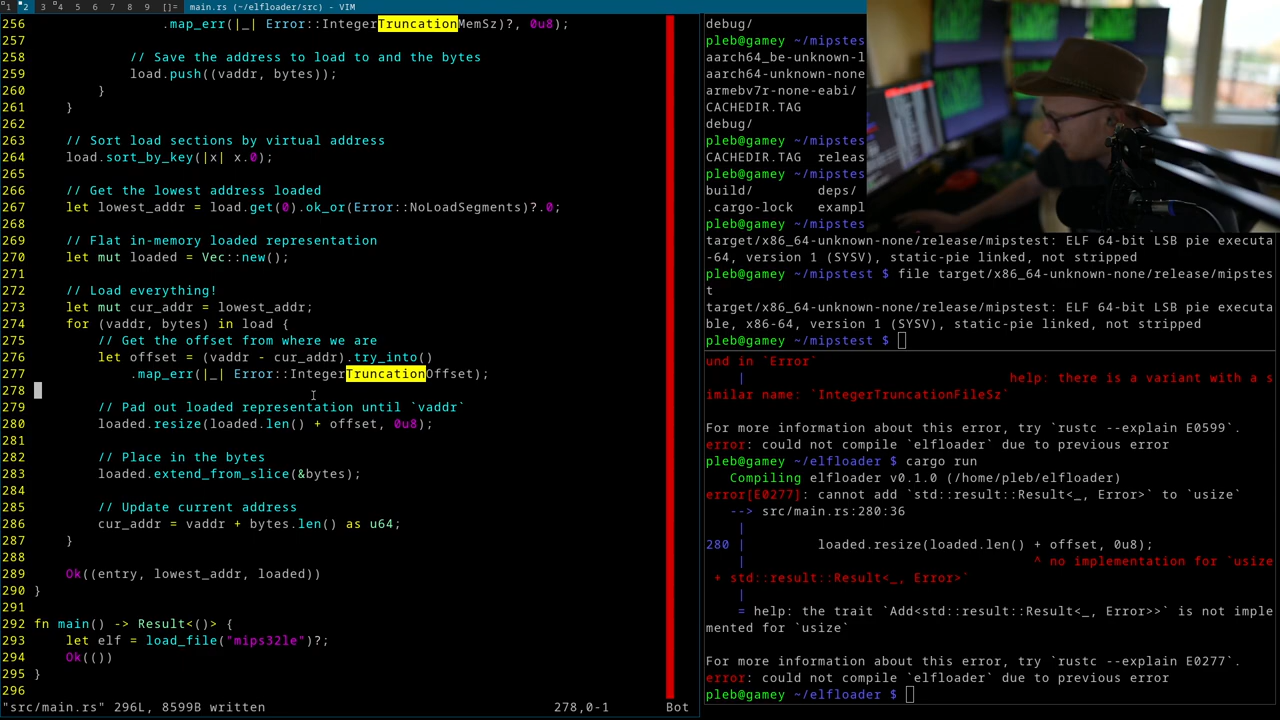 1 2 3 4 5 6 7 8 9 []= main.rs (~/elfloader/src) - VIM
256 .map_err(|_| Error::IntegerTruncationMemSz)?, 0u8);
257
258 // Save the address to load to and the bytes
259 load.push((vaddr, bytes));
260 }
261 }
262
263 // Sort load sections by virtual address
264 load.sort_by_key(|x| x.0);
265
266 // Get the lowest address loaded
267 let lowest_addr = load.get(0).ok_or(Error::NoLoadSegments)?.0;
268
269 // Flat in-memory loaded representation
270 let mut loaded = Vec::new();
271
272 // Load everything!
273 let mut cur_addr = lowest_addr;
274 for (vaddr, bytes) in load {
275 // Get the offset from where we are
276 let offset = (vaddr - cur_addr).try_into()
277 .map_err(|_| Error::IntegerTruncationOffset);
278
279 // Pad out loaded representation until `vaddr`
280 loaded.resize(loaded.len() + offset, 0u8);
281
282 // Place in the bytes
283 loaded.extend_from_slice(&bytes);
284
285 // Update current address
286 cur_addr = vaddr + bytes.len() as u64;
287 }
288
289 Ok((entry, lowest_addr, loaded))
290 }
291
292 fn main() -> Result<()> {
293 let elf = load_file("mips32le")?;
294 Ok(())
295 }
296
"src/main.rs" 296L, 8599B written 278,0-1 Bot
debug/
pleb@gamey ~/mipstes
aarch64_be-unknown-l
aarch64-unknown-none
armebv7r-none-eabi/
CACHEDIR.TAG
debug/
pleb@gamey ~/mipstes
CACHEDIR.TAG releas
pleb@gamey ~/mipstes
build/ deps/
.cargo-lock exampl
pleb@gamey ~/mipstes
target/x86_64-unknown-none/release/mipstest: ELF 64-bit LSB pie executa
-64, version 1 (SYSV), static-pie linked, not stripped
pleb@gamey ~/mipstest $ file target/x86_64-unknown-none/release/mipstes
t
target/x86_64-unknown-none/release/mipstest: ELF 64-bit LSB pie executa
ble, x86-64, version 1 (SYSV), static-pie linked, not stripped
pleb@gamey ~/mipstest $
und in `Error`
| help: there is a variant with a s
imilar name: `IntegerTruncationFileSz`
For more information about this error, try `rustc --explain E0599`.
error: could not compile `elfloader` due to previous error
pleb@gamey ~/elfloader $ cargo run
Compiling elfloader v0.1.0 (/home/pleb/elfloader)
error[E0277]: cannot add `std::result::Result<_, Error>` to `usize`
--> src/main.rs:280:36
|
280 | loaded.resize(loaded.len() + offset, 0u8);
| ^ no implementation for `usize
+ std::result::Result<_, Error>`
|
= help: the trait `Add<std::result::Result<_, Error>>` is not imple
mented for `usize`
For more information about this error, try `rustc --explain E0277`.
error: could not compile `elfloader` due to previous error
pleb@gamey ~/elfloader $